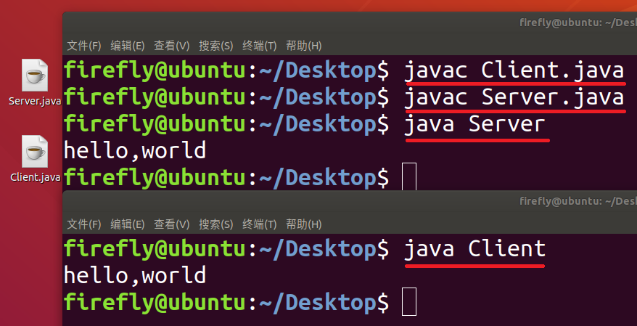 firefly@ubuntu: ~/Desktop
文件(F) 编辑(E) 查看(V) 搜索(S) 终端(T) 帮助(H)
firefly@ubuntu:~/Desktop$ javac Client.java
firefly@ubuntu:~/Desktop$ javac Server.java
firefly@ubuntu:~/Desktop$ java Server
hello,world
firefly@ubuntu:~/Desktop$
Server.java
Client.java
firefly@ubuntu: ~/Des
文件(F) 编辑(E) 查看(V) 搜索(S) 终端(T) 帮助(H)
firefly@ubuntu:~/Desktop$ java Client
hello,world
firefly@ubuntu:~/Desktop$